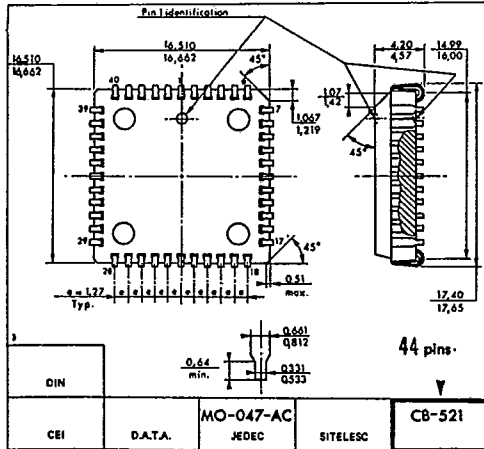 Pin 1 identification
16,510
16,662
45°
4,20
4,57
14,99
16,00
16,510
16,662
40
39
7
1,067
1,219
1,07
1,42
45°
29
17
28
18
45°
e = 1,27
Typ.
e e e e e e e e e
0,51
max.
17,40
17,65
0,661
0,812
0,64
min.
0,331
0,533
44 pins.
3
DIN
CEI
D.A.T.A.
MO-047-AC
JEDEC
SITELESC
CB-521